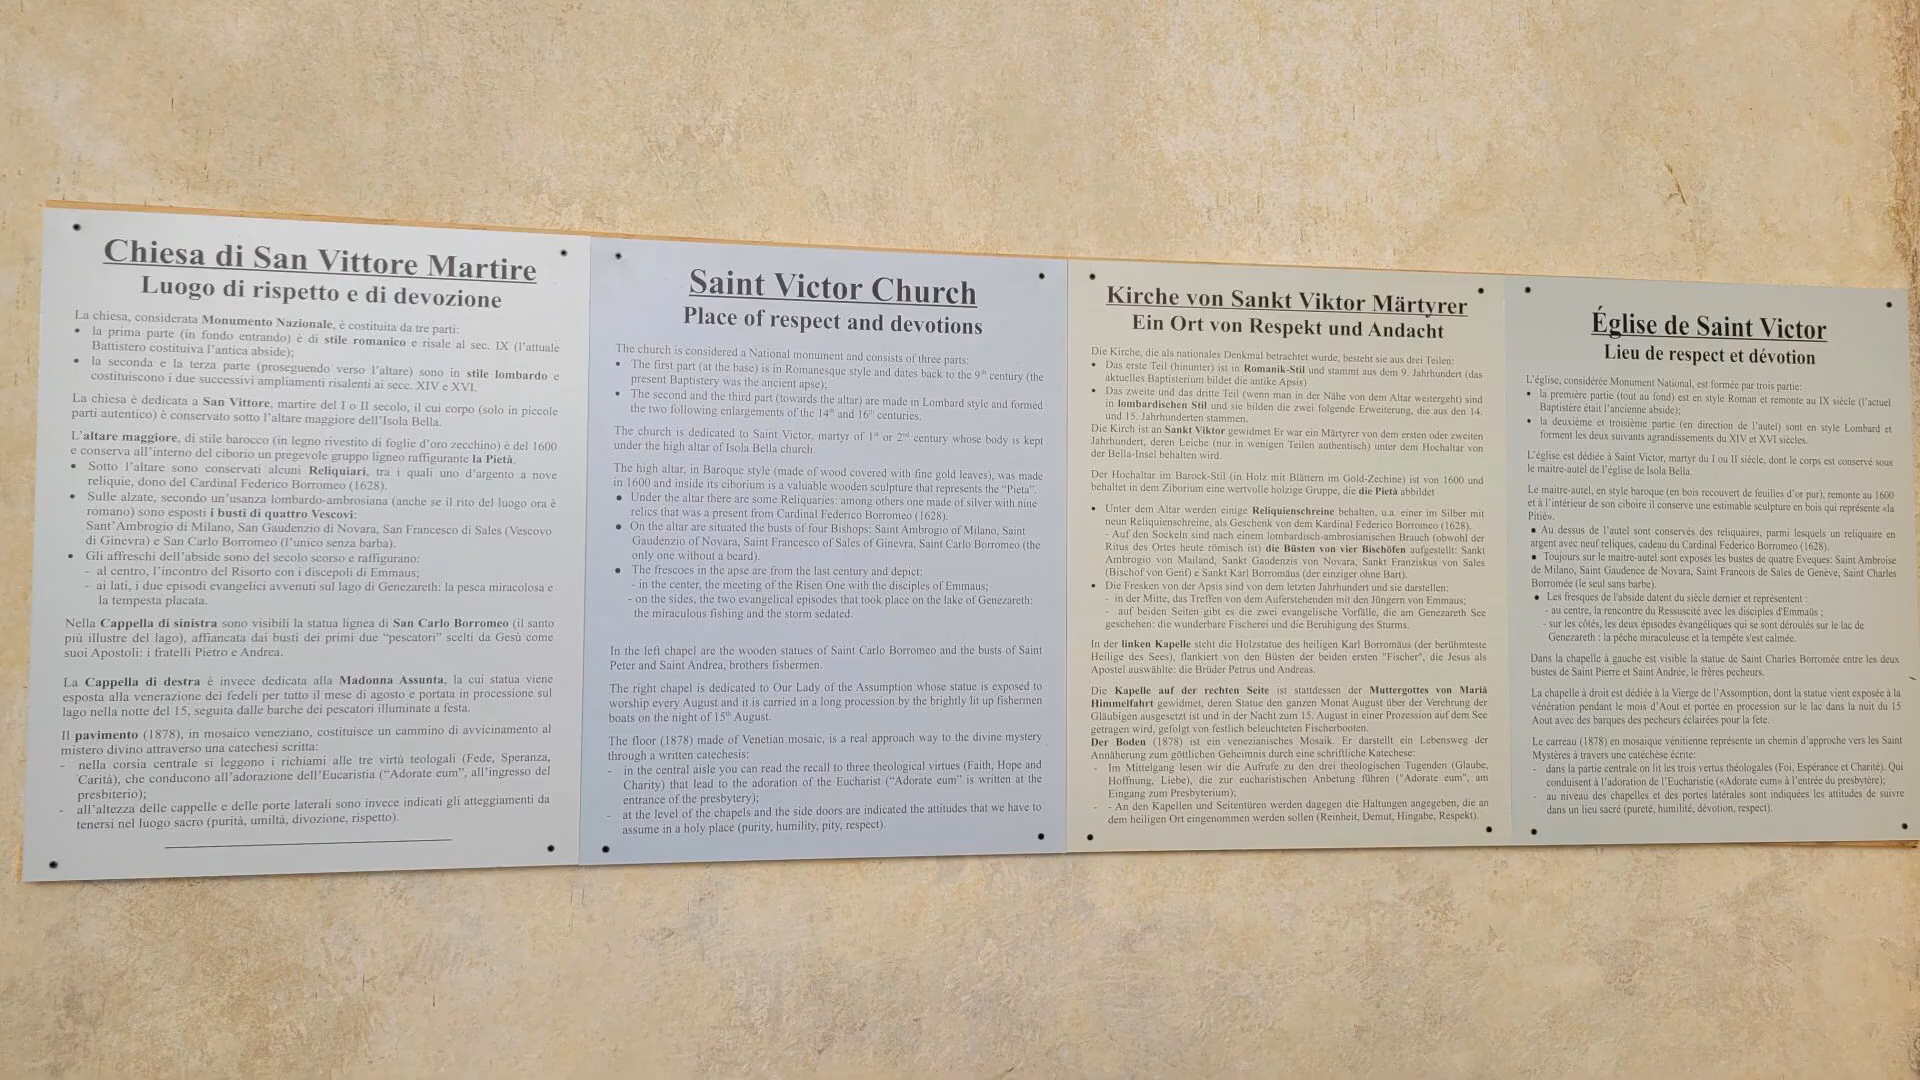 Chiesa di San Vittore Martire
Luogo di rispetto e di devozione
La chiesa, considerata Monumento Nazionale, è costituita da tre parti:
• la prima parte (in fondo entrando) è di stile romanico e risale al sec. IX (l'attuale
Battistero costituiva l'antica abside);
• la seconda e la terza parte (proseguendo verso l'altare) sono in stile lombardo e
costituiscono i due successivi ampliamenti risalenti ai secc. XIV e XVI.
La chiesa è dedicata a San Vittore, martire del I o II secolo, il cui corpo (solo in piccole
parti autentico) è conservato sotto l'altare maggiore dell'Isola Bella.
L'altare maggiore, di stile barocco (in legno rivestito di foglie d'oro zecchino) è del 1600
e conserva all'interno del ciborio un pregevole gruppo ligneo raffigurante la Pietà.
• Sotto l'altare sono conservati alcuni Reliquiari, tra i quali uno d'argento a nove
reliquie, dono del Cardinal Federico Borromeo (1628).
• Sulle alzate, secondo un'usanza lombardo-ambrosiana (anche se il rito del luogo ora è
romano) sono esposti i busti di quattro Vescovi:
Sant'Ambrogio di Milano, San Gaudenzio di Novara, San Francesco di Sales (Vescovo
di Ginevra) e San Carlo Borromeo (l'unico senza barba).
• Gli affreschi dell'abside sono del secolo scorso e raffigurano:
- al centro, l'incontro del Risorto con i discepoli di Emmaus;
- ai lati, i due episodi evangelici avvenuti sul lago di Genezareth: la pesca miracolosa e
la tempesta placata.
Nella Cappella di sinistra sono visibili la statua lignea di San Carlo Borromeo (il santo
più illustre del lago), affiancata dai busti dei primi due "pescatori" scelti da Gesù come
suoi Apostoli: i fratelli Pietro e Andrea.
La Cappella di destra è invece dedicata alla Madonna Assunta, la cui statua viene
esposta alla venerazione dei fedeli per tutto il mese di agosto e portata in processione sul
lago nella notte del 15, seguita dalle barche dei pescatori illuminate a festa.
Il pavimento (1878), in mosaico veneziano, costituisce un cammino di avvicinamento al
mistero divino attraverso una catechesi scritta:
- nella corsia centrale si leggono i richiami alle tre virtù teologali (Fede, Speranza,
Carità), che conducono all'adorazione dell'Eucaristia ("Adorate eum", all'ingresso del
presbiterio);
- all'altezza delle cappelle e delle porte laterali sono invece indicati gli atteggiamenti da
tenersi nel luogo sacro (purità, umiltà, divozione, rispetto).
Saint Victor Church
Place of respect and devotions
The church is considered a National monument and consists of three parts:
• The first part (at the base) is in Romanesque style and dates back to the 9th century (the
present Baptistery was the ancient apse);
• The second and the third part (towards the altar) are made in Lombard style and formed
the two following enlargements of the 14th and 16th centuries.
The church is dedicated to Saint Victor, martyr of 1st or 2nd century whose body is kept
under the high altar of Isola Bella church.
The high altar, in Baroque style (made of wood covered with fine gold leaves), was made
in 1600 and inside its ciborium is a valuable wooden sculpture that represents the "Pieta".
• Under the altar there are some Reliquaries: among others one made of silver with nine
relics that was a present from Cardinal Federico Borromeo (1628).
• On the altar are situated the busts of four Bishops: Saint Ambrogio of Milano, Saint
Gaudenzio of Novara, Saint Francesco of Sales of Ginevra, Saint Carlo Borromeo (the
only one without a beard).
• The frescoes in the apse are from the last century and depict:
- in the center, the meeting of the Risen One with the disciples of Emmaus;
- on the sides, the two evangelical episodes that took place on the lake of Genezareth:
the miraculous fishing and the storm sedated.
In the left chapel are the wooden statues of Saint Carlo Borromeo and the busts of Saint
Peter and Saint Andrea, brothers fishermen.
The right chapel is dedicated to Our Lady of the Assumption whose statue is exposed to
worship every August and it is carried in a long procession by the brightly lit up fishermen
boats on the night of 15th August.
The floor (1878) made of Venetian mosaic, is a real approach way to the divine mystery
through a written catechesis:
- in the central aisle you can read the recall to three theological virtues (Faith, Hope and
Charity) that lead to the adoration of the Eucharist ("Adorate eum" is written at the
entrance of the presbytery);
- at the level of the chapels and the side doors are indicated the attitudes that we have to
assume in a holy place (purity, humility, pity, respect).
Kirche von Sankt Viktor Märtyrer
Ein Ort von Respekt und Andacht
Die Kirche, die als nationales Denkmal betrachtet wurde, besteht sie aus drei Teilen:
• Das erste Teil (hinunter) ist in Romanik-Stil und stammt aus dem 9. Jahrhundert (das
aktuelles Baptisterium bildet die antike Apsis)
• Das zweite und das dritte Teil (wenn man in der Nähe von dem Altar weitergeht) sind
in lombardischen Stil und sie bilden die zwei folgende Erweiterung, die aus den 14.
und 15. Jahrhunderten stammen.
Die Kirch ist an Sankt Viktor gewidmet Er war ein Märtyrer von dem ersten oder zweiten
Jahrhundert, deren Leiche (nur in wenigen Teilen authentisch) unter dem Hochaltar von
der Bella-Insel behalten wird.
Der Hochaltar im Barock-Stil (in Holz mit Blättern im Gold-Zechine) ist von 1600 und
behaltet in dem Ziborium eine wertvolle holzige Gruppe, die die Pietà abbildet
• Unter dem Altar werden einige Reliquienschreine behalten, u.a. einer im Silber mit
neun Reliquienschreine, als Geschenk von dem Kardinal Federico Borromeo (1628).
- Auf den Sockeln sind nach einem lombardisch-ambrosianischen Brauch (obwohl der
Ritus des Ortes heute römisch ist) die Büsten von vier Bischöfen aufgestellt: Sankt
Ambrogio von Mailand, Sankt Gaudenzis von Novara, Sankt Franziskus von Sales
(Bischof von Genf) e Sankt Karl Borromäus (der einziger ohne Bart).
• Die Fresken von der Apsis sind von dem letzten Jahrhundert und sie darstellen:
- in der Mitte, das Treffen von dem Auferstehenden mit den Jüngern von Emmaus;
- auf beiden Seiten gibt es die zwei evangelische Vorfälle, die am Genezareth See
geschehen: die wunderbare Fischerei und die Beruhigung des Sturms.
In der linken Kapelle steht die Holzstatue des heiligen Karl Borromäus (der berühmteste
Heilige des Sees), flankiert von den Büsten der beiden ersten "Fischer", die Jesus als
Apostel auswählte: die Brüder Petrus und Andreas.
Die Kapelle auf der rechten Seite ist stattdessen der Muttergottes von Mariä
Himmelfahrt gewidmet, deren Statue den ganzen Monat August über der Verehrung der
Gläubigen ausgesetzt ist und in der Nacht zum 15. August in einer Prozession auf dem See
getragen wird, gefolgt von festlich beleuchteten Fischerbooten.
Der Boden (1878) ist ein venezianisches Mosaik. Er darstellt ein Lebensweg der
Annäherung zum göttlichen Geheimnis durch eine schriftliche Katechese:
- Im Mittelgang lesen wir die Aufrufe zu den drei theologischen Tugenden (Glaube,
Hoffnung, Liebe), die zur eucharistischen Anbetung führen ("Adorate eum", am
Eingang zum Presbyterium);
- - An den Kapellen und Seitentüren werden dagegen die Haltungen angegeben, die an
dem heiligen Ort eingenommen werden sollen (Reinheit, Demut, Hingabe, Respekt).
Église de Saint Victor
Lieu de respect et dévotion
L'église, considérée Monument National, est formée par trois partie:
• la première partie (tout au fond) est en style Roman et remonte au IX siècle (l'actuel
Baptistère était l'ancienne abside);
• la deuxième et troisième partie (en direction de l'autel) sont en style Lombard et
forment les deux suivants agrandissements du XIV et XVI siècles.
L'église est dédiée à Saint Victor, martyr du I ou II siècle, dont le corps est conservé sous
le maitre-autel de l'église de Isola Bella.
Le maitre-autel, en style baroque (en bois recouvert de feuilles d'or pur), remonte au 1600
et à l'intérieur de son ciboire il conserve une estimable sculpture en bois qui représente «la
Pitié».
• Au dessus de l'autel sont conservés des reliquaires, parmi lesquels un reliquaire en
argent avec neuf reliques, cadeau du Cardinal Federico Borromeo (1628).
• Toujours sur le maitre-autel sont exposés les bustes de quatre Eveques: Saint Ambroise
de Milano, Saint Gaudence de Novara, Saint Francois de Sales de Genève, Saint Charles
Borromée (le seul sans barbe).
• Les fresques de l'abside datent du siècle dernier et représentent :
- au centre, la rencontre du Ressuscité avec les disciples d'Emmaüs ;
- sur les côtés, les deux épisodes évangéliques qui se sont déroulés sur le lac de
Genezareth : la pêche miraculeuse et la tempête s'est calmée.
Dans la chapelle à gauche est visible la statue de Saint Charles Borromée entre les deux
bustes de Saint Pierre et Saint Andrée, le frères pecheurs.
La chapelle à droit est dédiée à la Vierge de l'Assomption, dont la statue vient exposée à la
vénération pendant le mois d'Aout et portée en procession sur le lac dans la nuit du 15
Aout avec des barques des pecheurs éclairées pour la fete.
Le carreau (1878) en mosaique vénitienne représente un chemin d'approche vers les Saint
Mystères à travers une catéchèse écrite:
- dans la partie centrale on lit les trois vertus théologales (Foi, Espérance et Charité). Qui
conduisent à l'adoration de l'Eucharistie («Adorate eum» à l'entrée du presbytère);
- au niveau des chapelles et des portes latérales sont indiquées les attitudes de suivre
dans un lieu sacré (pureté, humilité, dévotion, respect).